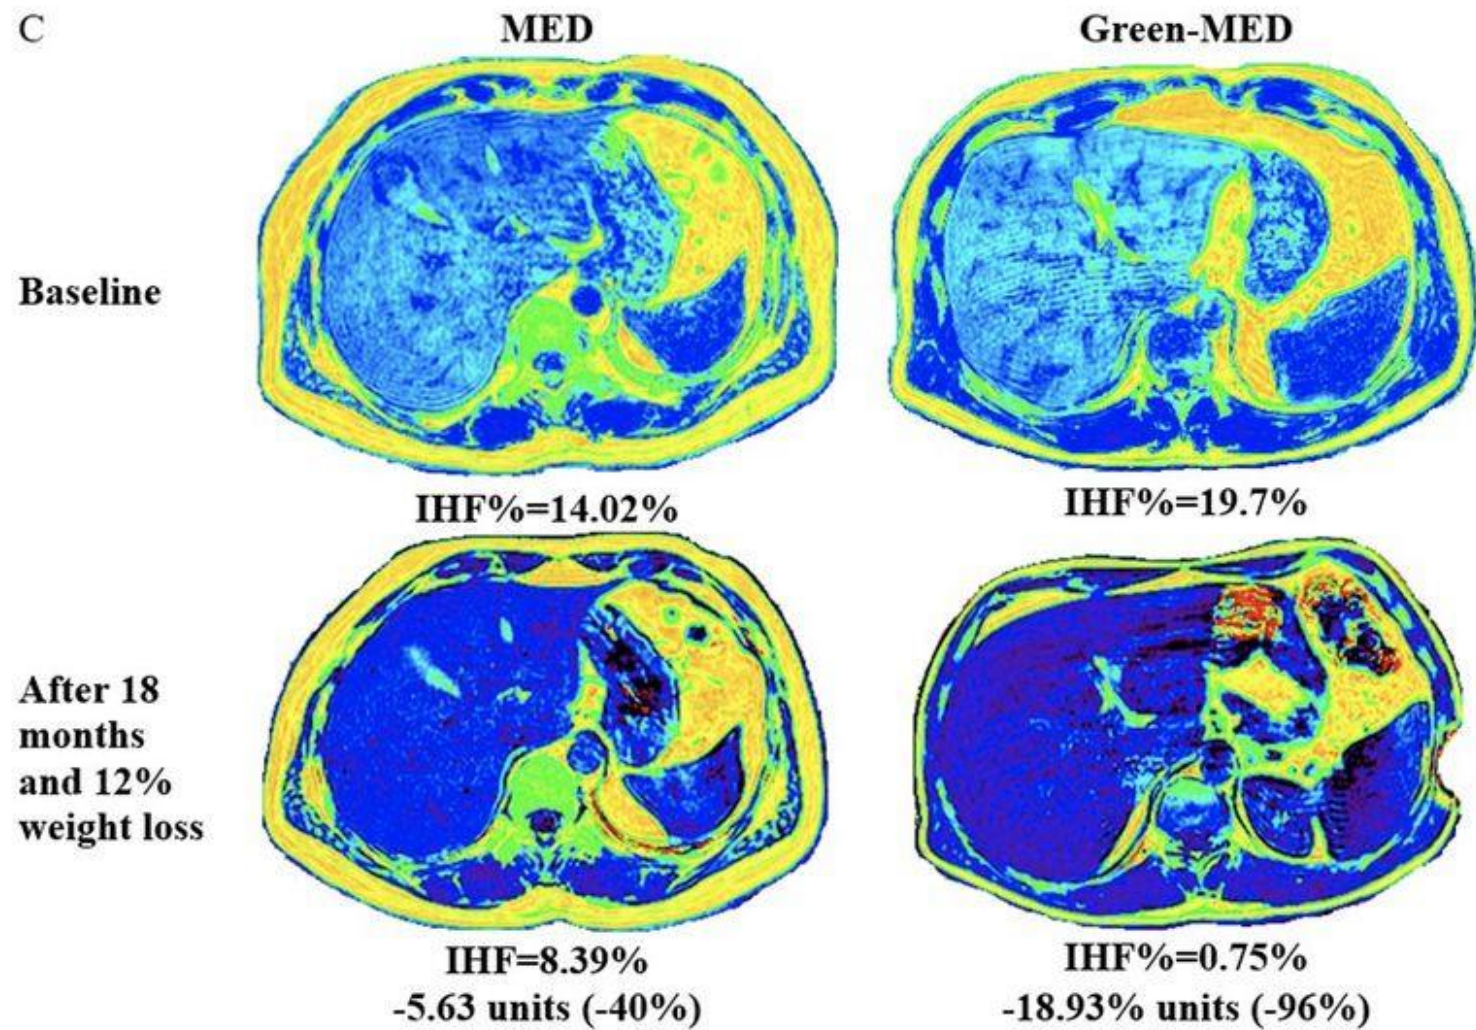 C
MED
Green-MED
Baseline
IHF%=14.02%
IHF%=19.7%
After 18
months
and 12%
weight loss
IHF=8.39%
-5.63 units (-40%)
IHF%=0.75%
-18.93% units (-96%)